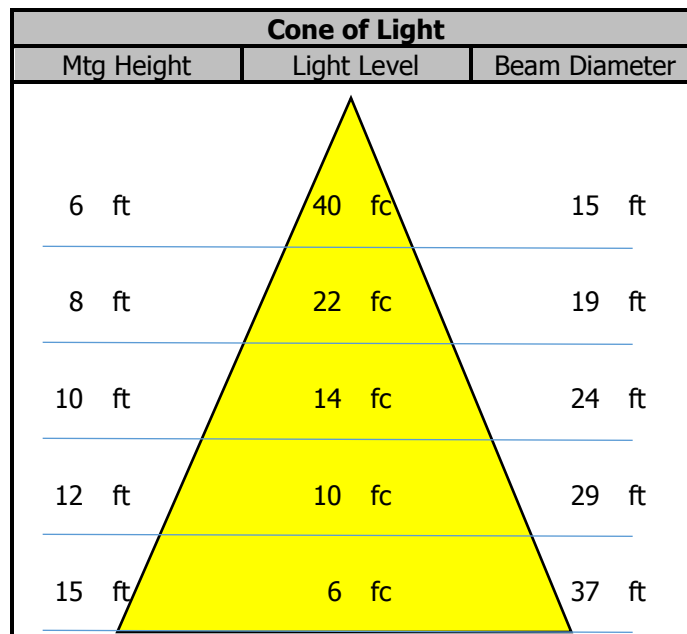 Cone of Light
Mtg Height Light Level Beam Diameter
6 ft 40 fc 15 ft
8 ft 22 fc 19 ft
10 ft 14 fc 24 ft
12 ft 10 fc 29 ft
15 ft 6 fc 37 ft